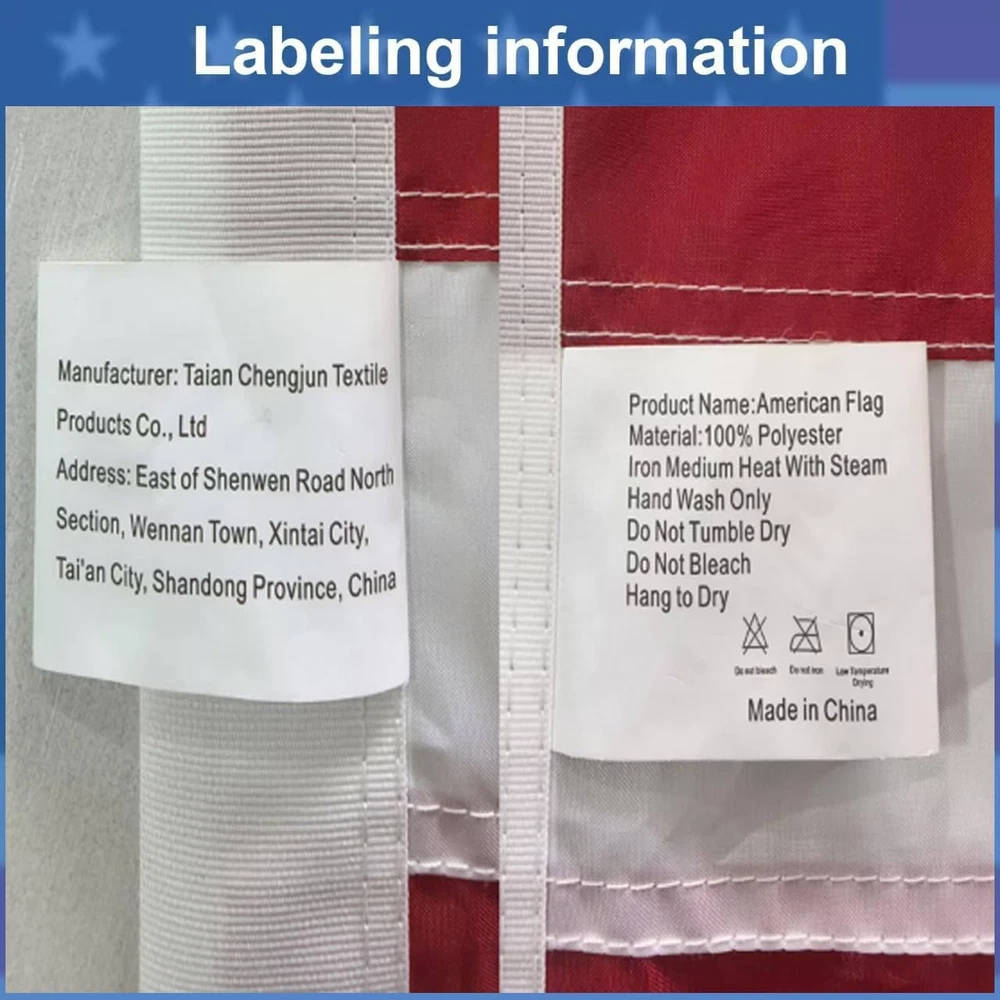 Labeling information
Manufacturer: Taian Chengjun Textile
Products Co., Ltd
Address: East of Shenwen Road North
Section, Wennan Town, Xintai City,
Tai'an City, Shandong Province, China
Product Name:American Flag
Material:100% Polyester
Iron Medium Heat With Steam
Hand Wash Only
Do Not Tumble Dry
Do Not Bleach
Hang to Dry
Do not bleach Do not iron Low Temperature
Drying
Made in China